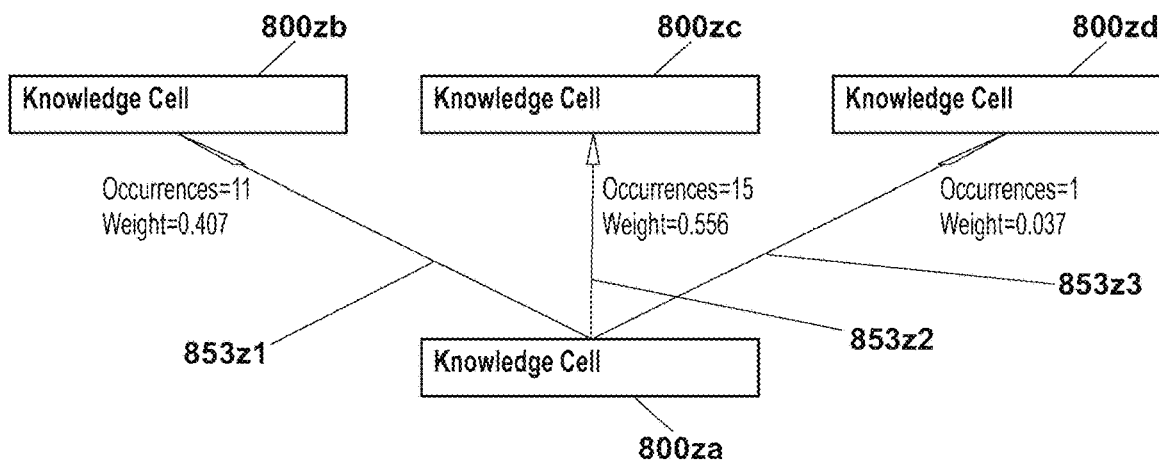 800zb
800zc
800zd
Knowledge Cell
Knowledge Cell
Knowledge Cell
Occurrences=11
Weight=0.407
Occurrences=15
Weight=0.556
Occurrences=1
Weight=0.037
853z3
853z2
853z1
Knowledge Cell
800za